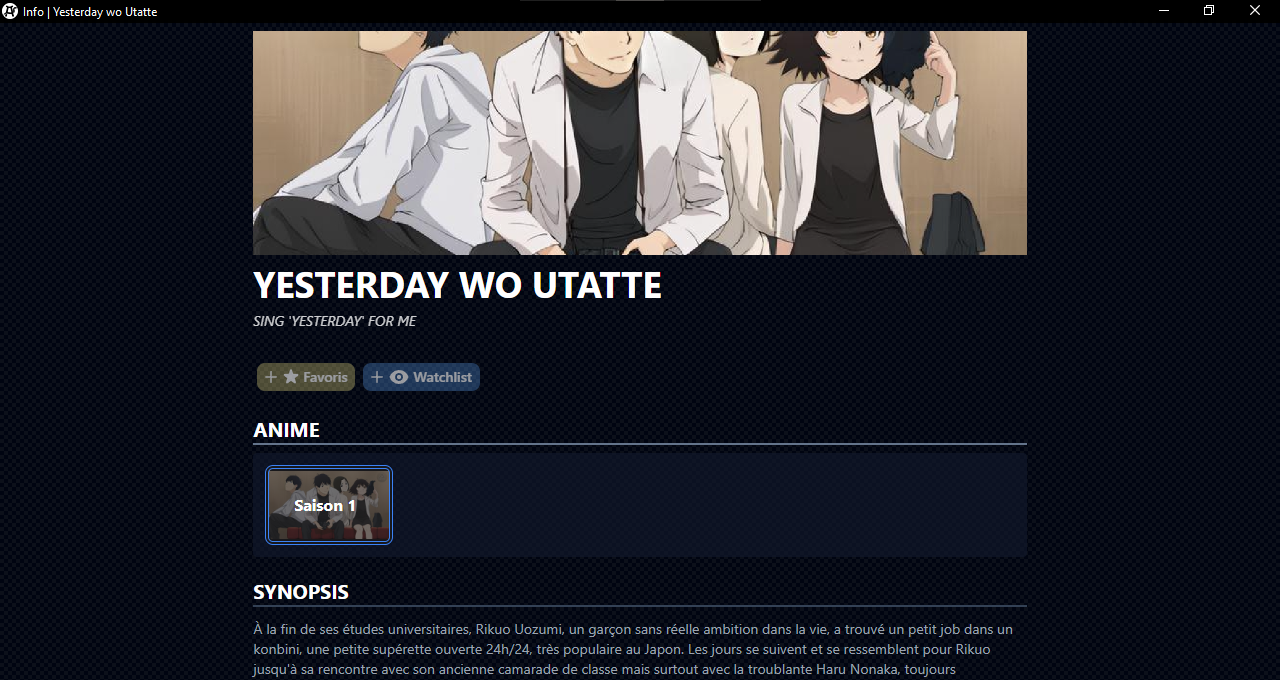 Info | Yesterday wo Utatte
YESTERDAY WO UTATTE
SING 'YESTERDAY' FOR ME
Favoris
Watchlist
ANIME
Saison 1
SYNOPSIS
À la fin de ses études universitaires, Rikuo Uozumi, un garçon sans réelle ambition dans la vie, a trouvé un petit job dans un
konbini, une petite supérette ouverte 24h/24, très populaire au Japon. Les jours se suivent et se ressemblent pour Rikuo
jusqu'à sa rencontre avec son ancienne camarade de classe mais surtout avec la troublante Haru Nonaka, toujours